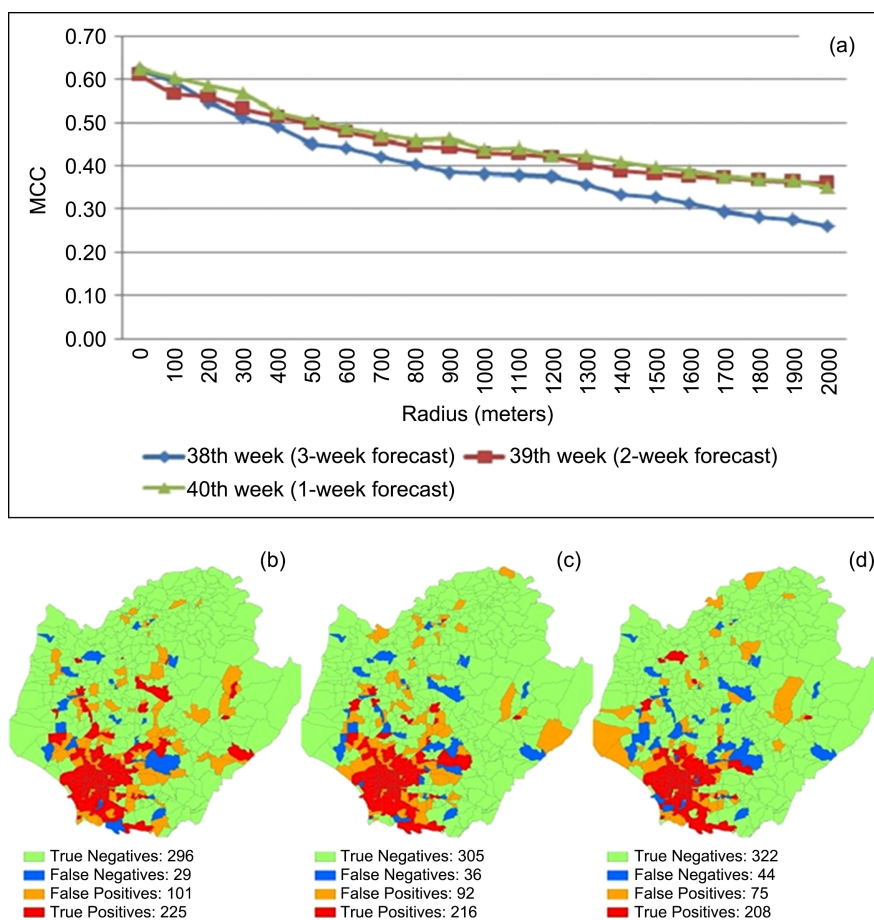 (a)
0.70
0.60
0.50
0.40
0.30
0.20
0.10
0.00
MCC
0 100 200 300 400 500 600 700 800 900 1000 1100 1200 1300 1400 1500 1600 1700 1800 1900 2000
Radius (meters)
38th week (3-week forecast) 39th week (2-week forecast)
40th week (1-week forecast)
(b) (c) (d)
True Negatives: 296
False Negatives: 29
False Positives: 101
True Positives: 225
True Negatives: 305
False Negatives: 36
False Positives: 92
True Positives: 216
True Negatives: 322
False Negatives: 44
False Positives: 75
True Positives: 208